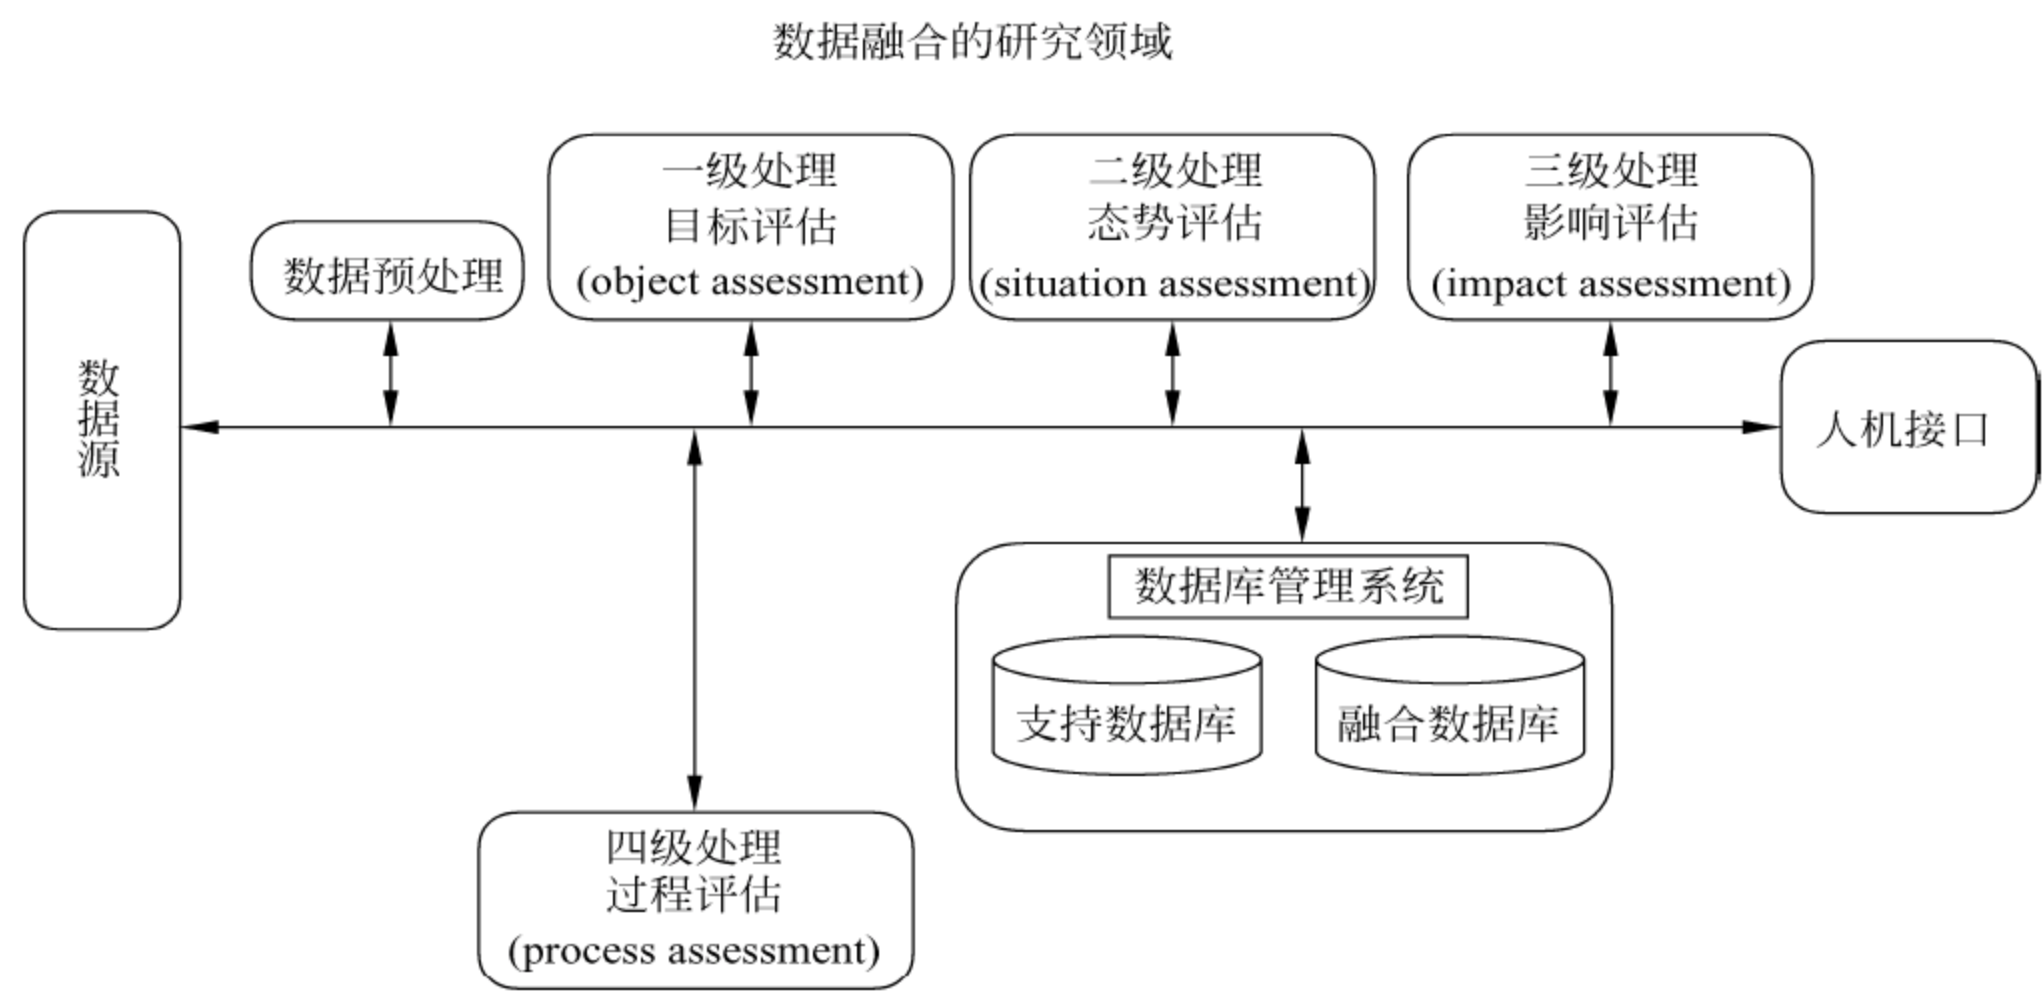 数据融合的研究领域
数据源
数据预处理
一级处理
目标评估
(object assessment)
二级处理
态势评估
(situation assessment)
三级处理
影响评估
(impact assessment)
人机接口
数据库管理系统
支持数据库
融合数据库
四级处理
过程评估
(process assessment)